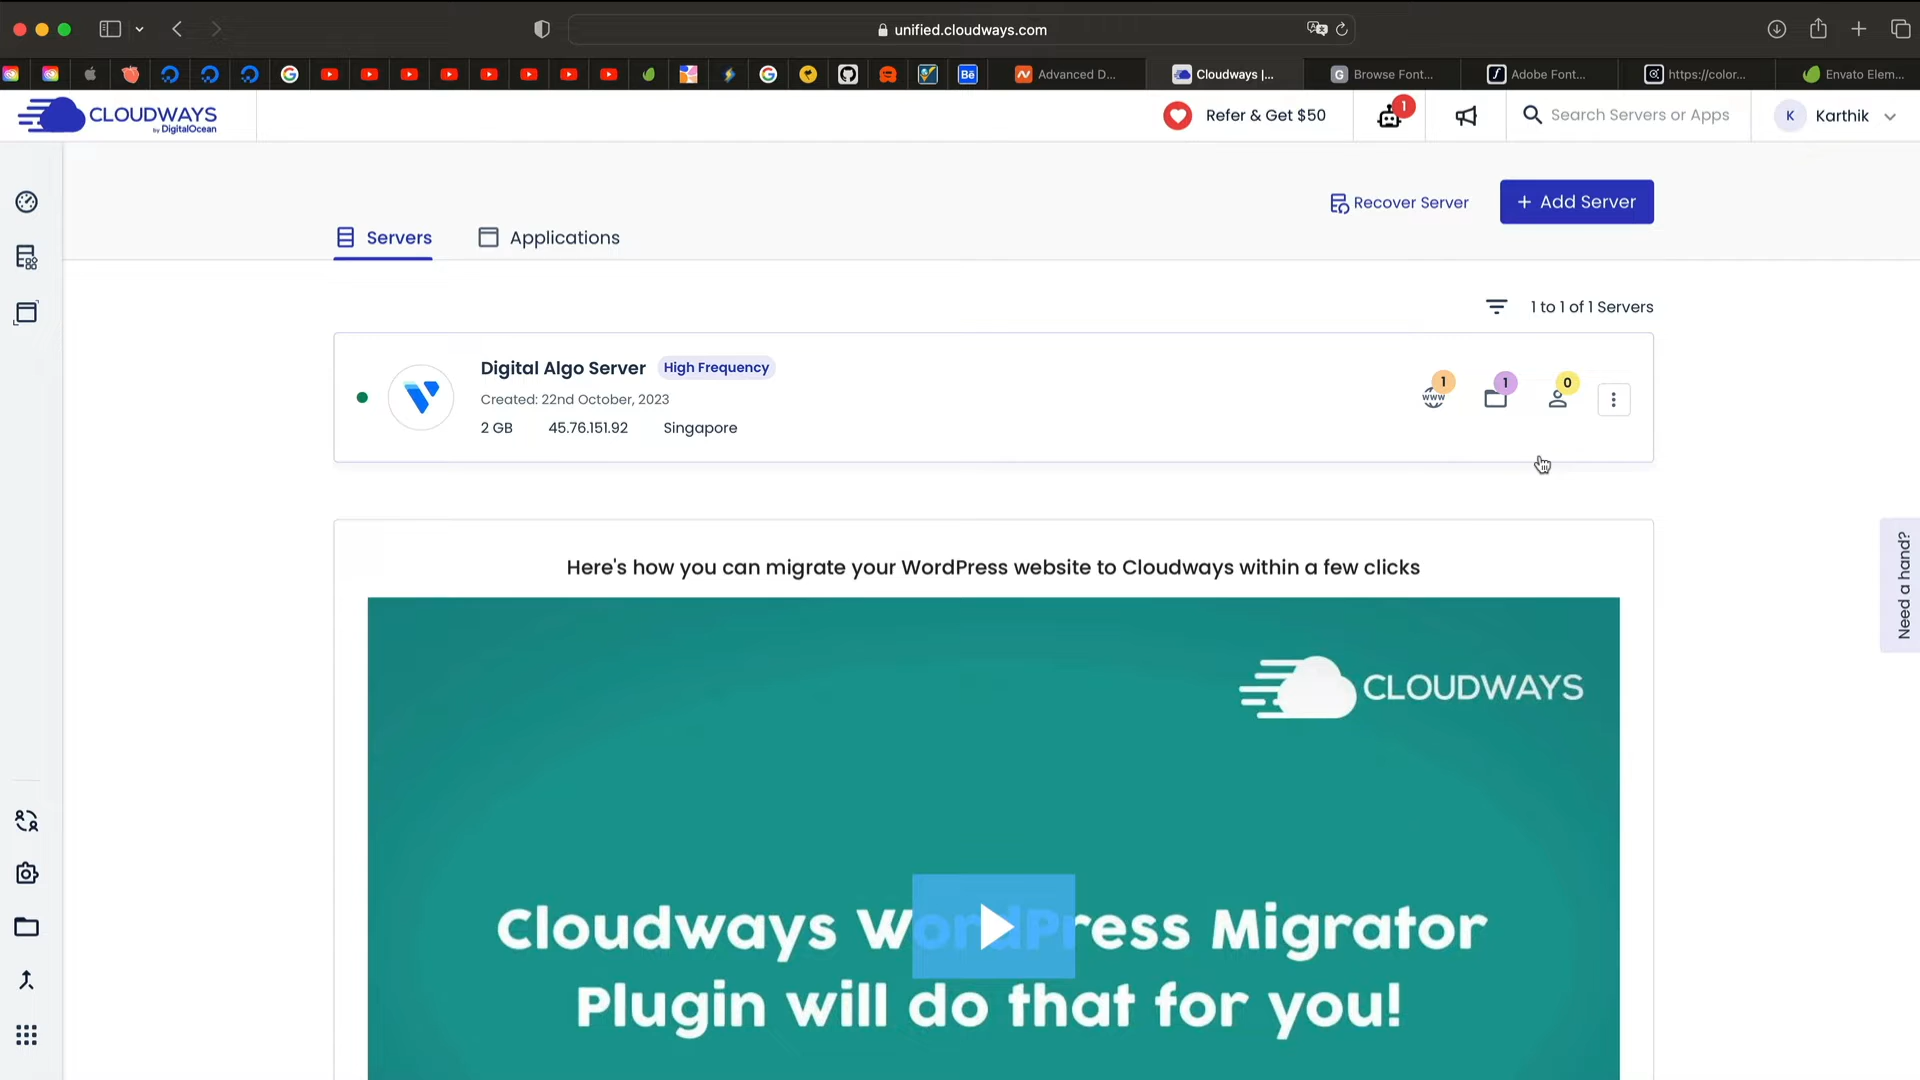 unified.cloudways.com
Bē
Advanced D...
Cloudways |...
G
Browse Font...
Adobe Font...
https://color...
Envato Elem...
CLOUDWAYS
by DigitalOcean
Refer & Get $50
1
Search Servers or Apps
K
Karthik
Recover Server
+ Add Server
Servers
Applications
1 to 1 of 1 Servers
Digital Algo Server
High Frequency
Created: 22nd October, 2023
2 GB
45.76.151.92
Singapore
1
www
1
0
Need a hand?
Here's how you can migrate your WordPress website to Cloudways within a few clicks
CLOUDWAYS
Cloudways WordPress Migrator
Plugin will do that for you!